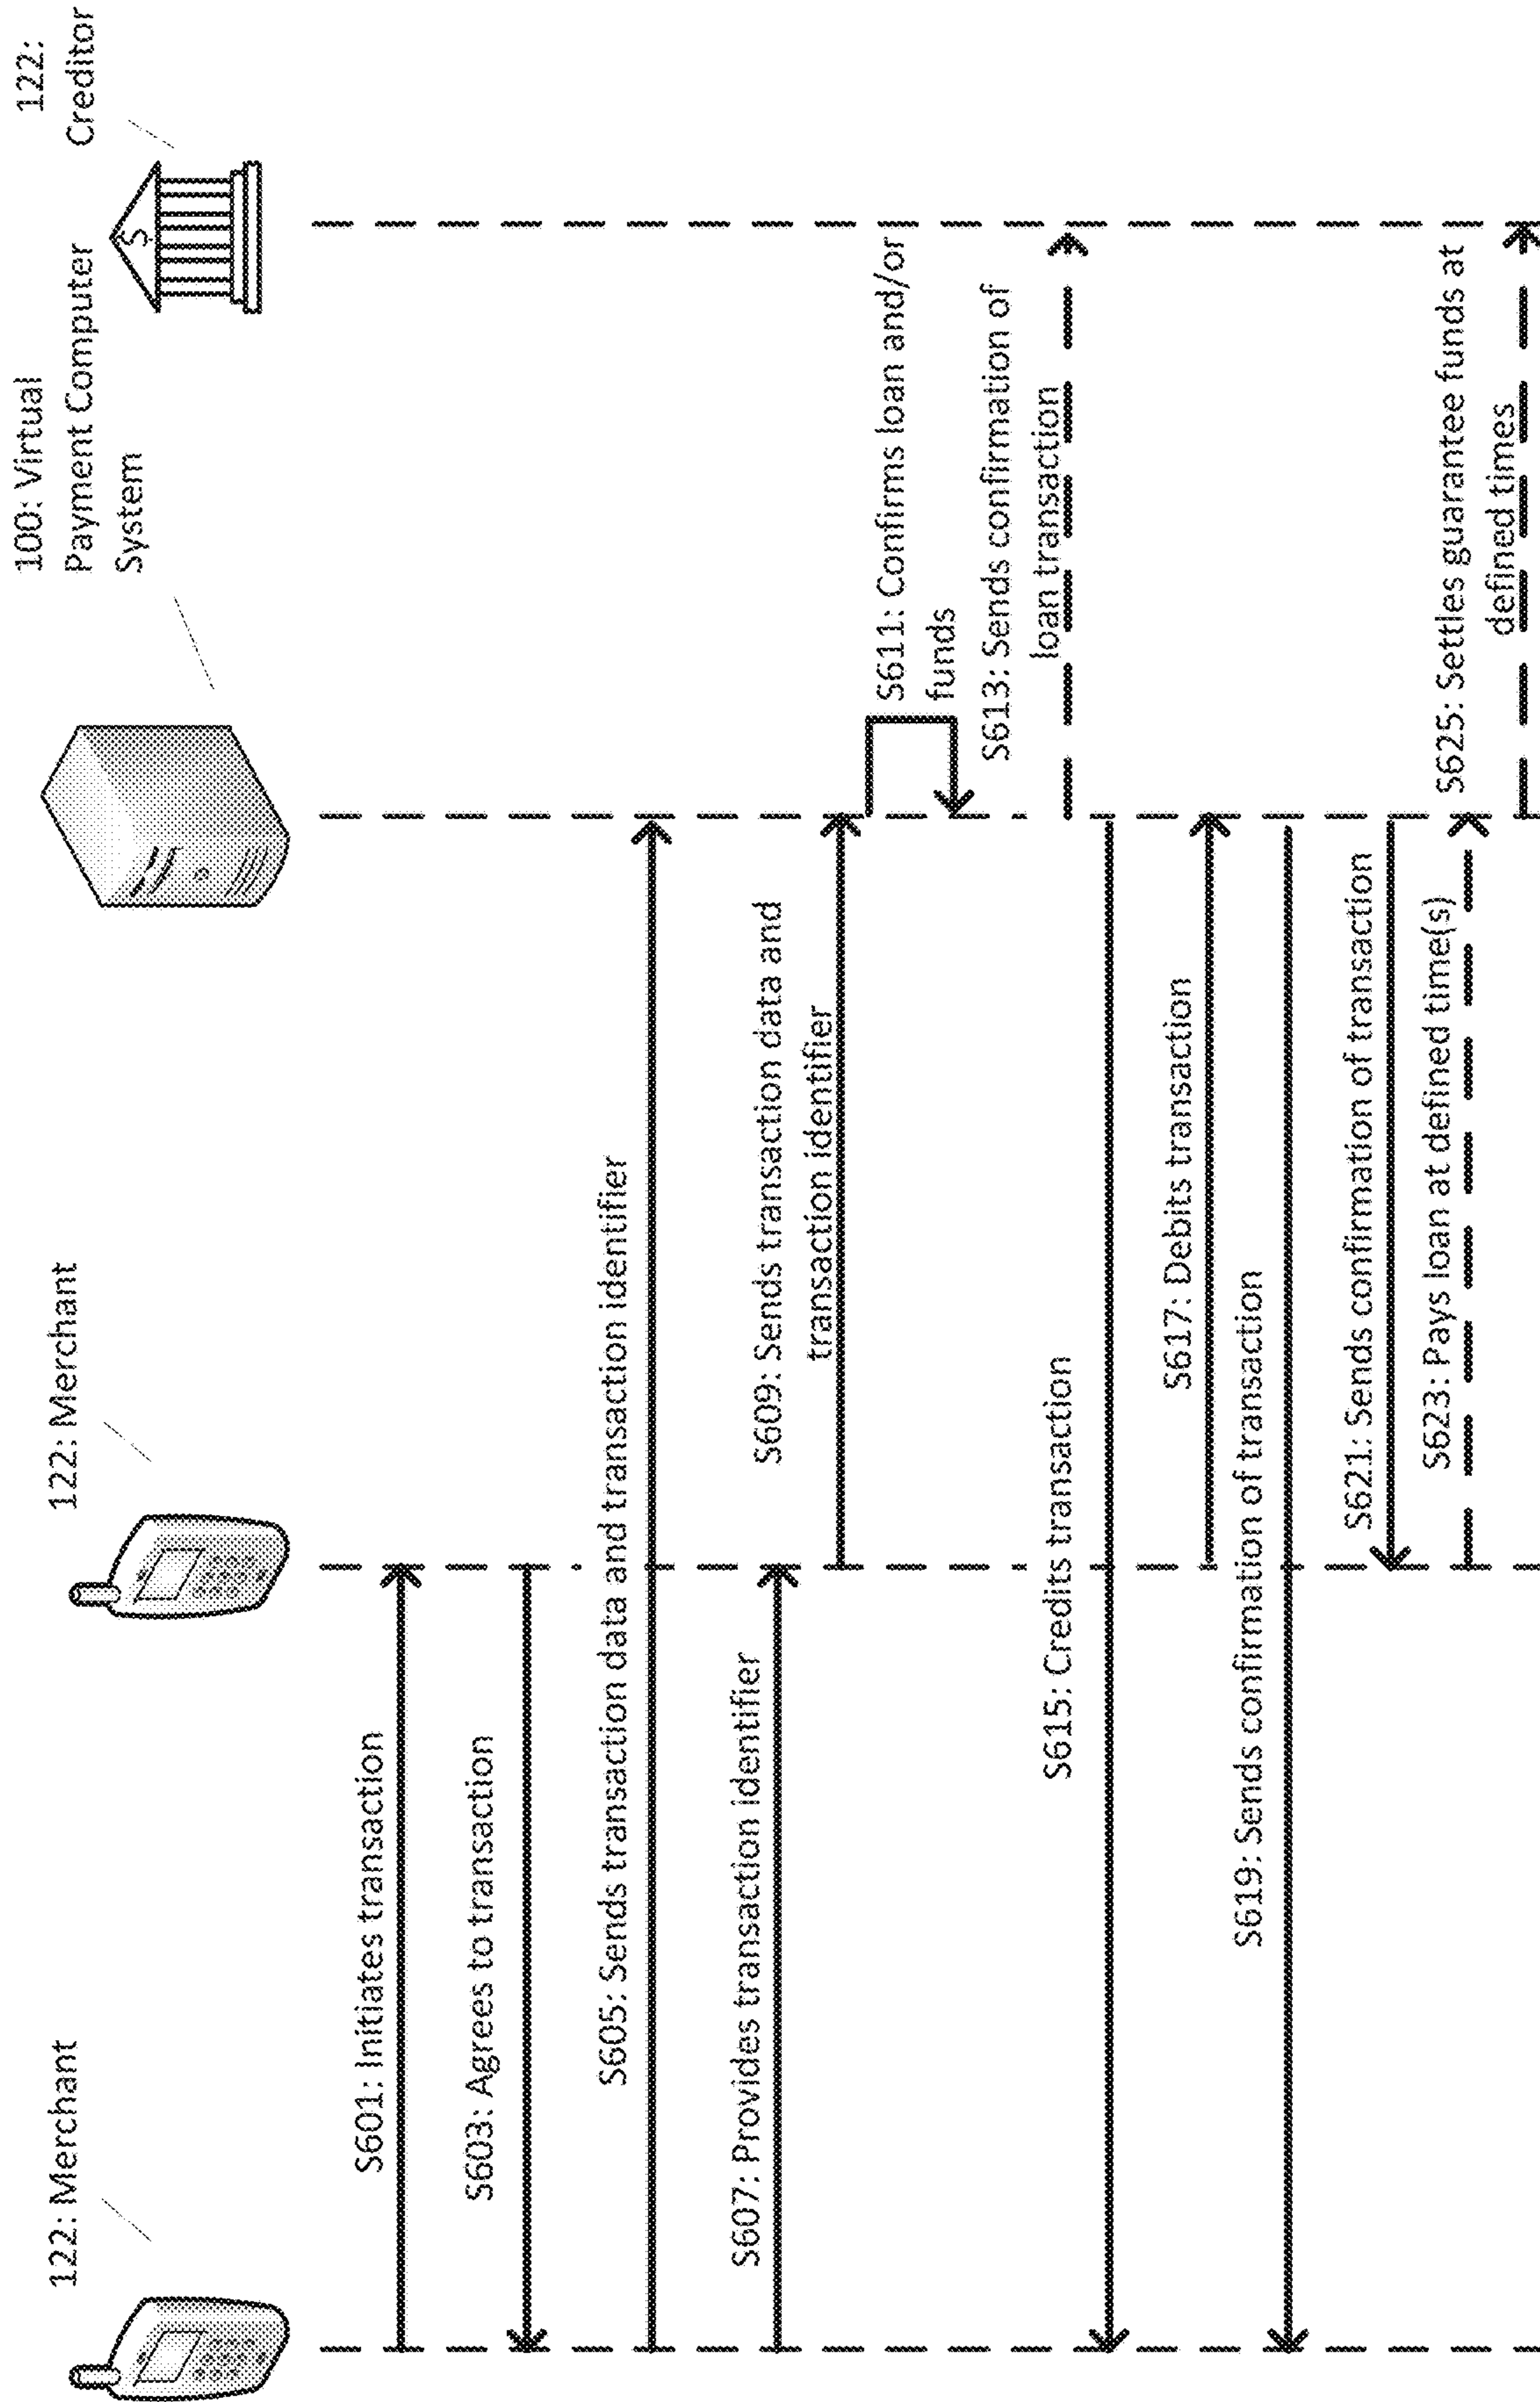 122: Merchant
122: Merchant
100: Virtual
Payment Computer
System
122:
Creditor
S601: Initiates transaction
S603: Agrees to transaction
S605: Sends transaction data and transaction identifier
S607: Provides transaction identifier
S609: Sends transaction data and
transaction identifier
S611: Confirms loan and/or
funds
S613: Sends confirmation of
loan transaction
S615: Credits transaction
S617: Debits transaction
S619: Sends confirmation of transaction
S621: Sends confirmation of transaction
S623: Pays loan at defined time(s)
S625: Settles guarantee funds at
defined times
$